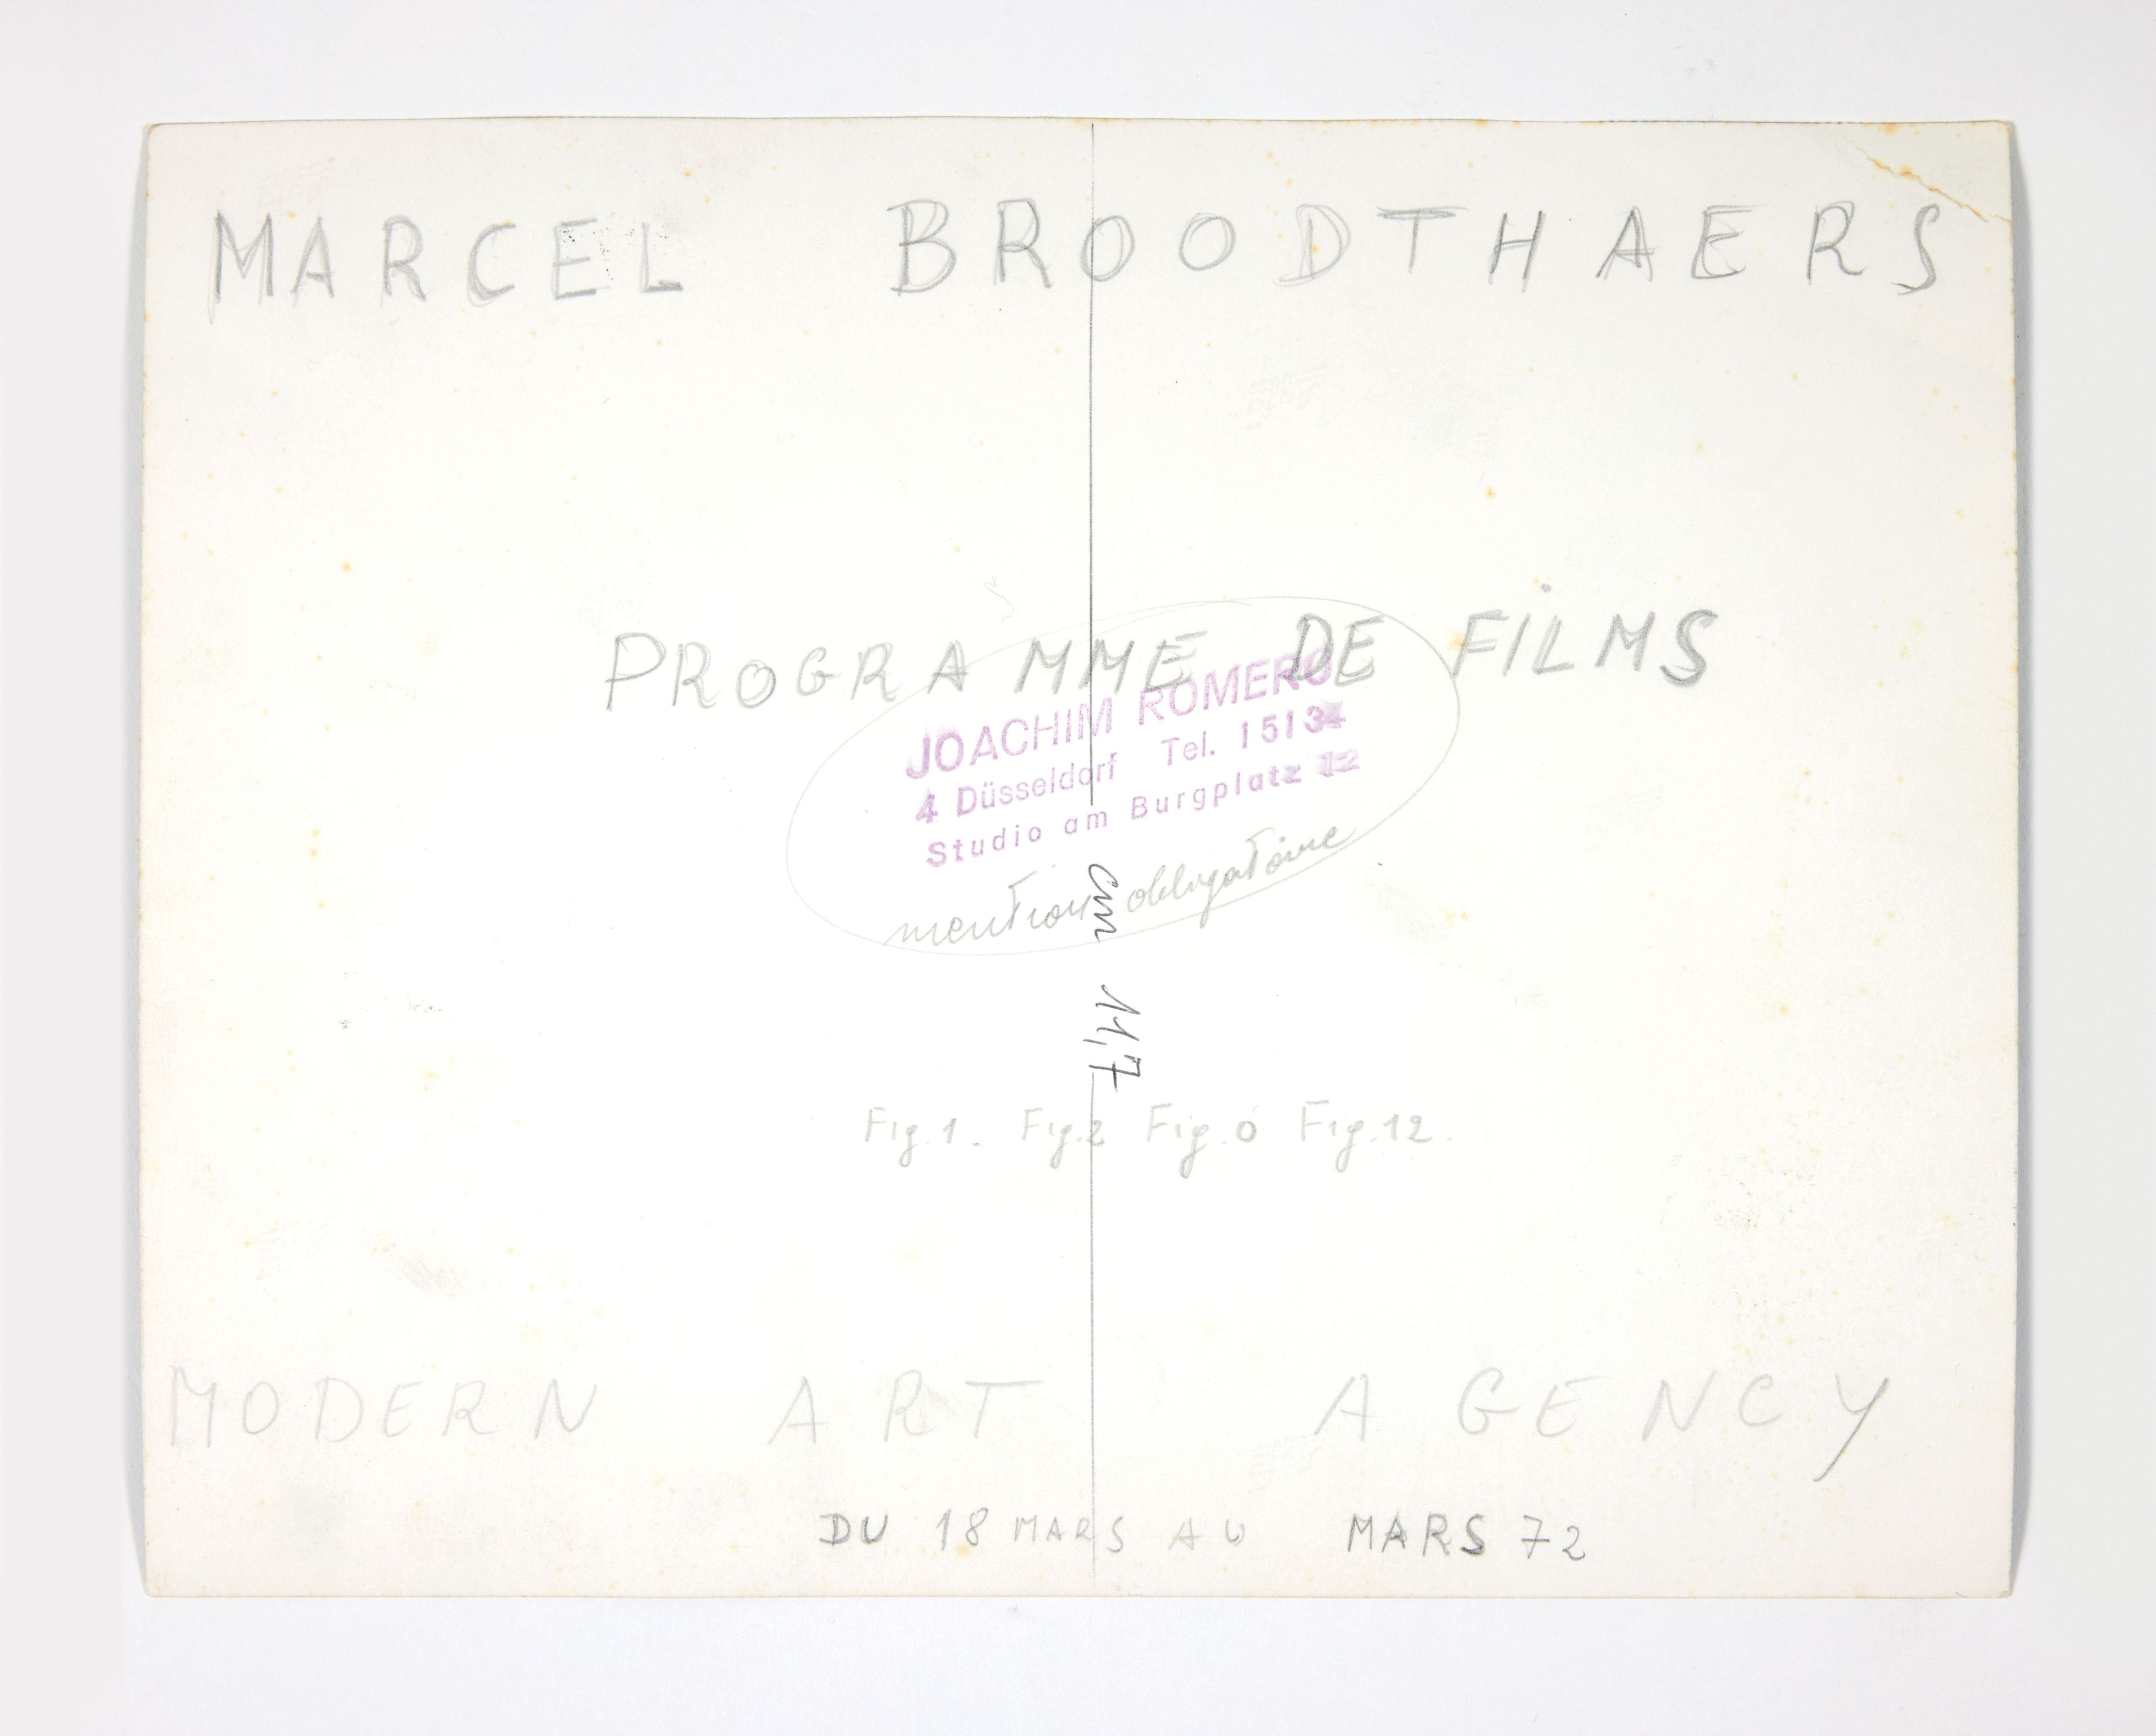 MARCEL BROODTHAERS
PROGRAMME DE FILMS
JOACHIM ROMERO
4 Düsseldorf Tel. 15134
Studio am Burgplatz 12
mention obligatoire
cm 11,7
Fig. 1. Fig. 2 Fig. 0 Fig. 12.
MODERN ART AGENCY
DU 18 MARS AU MARS 72